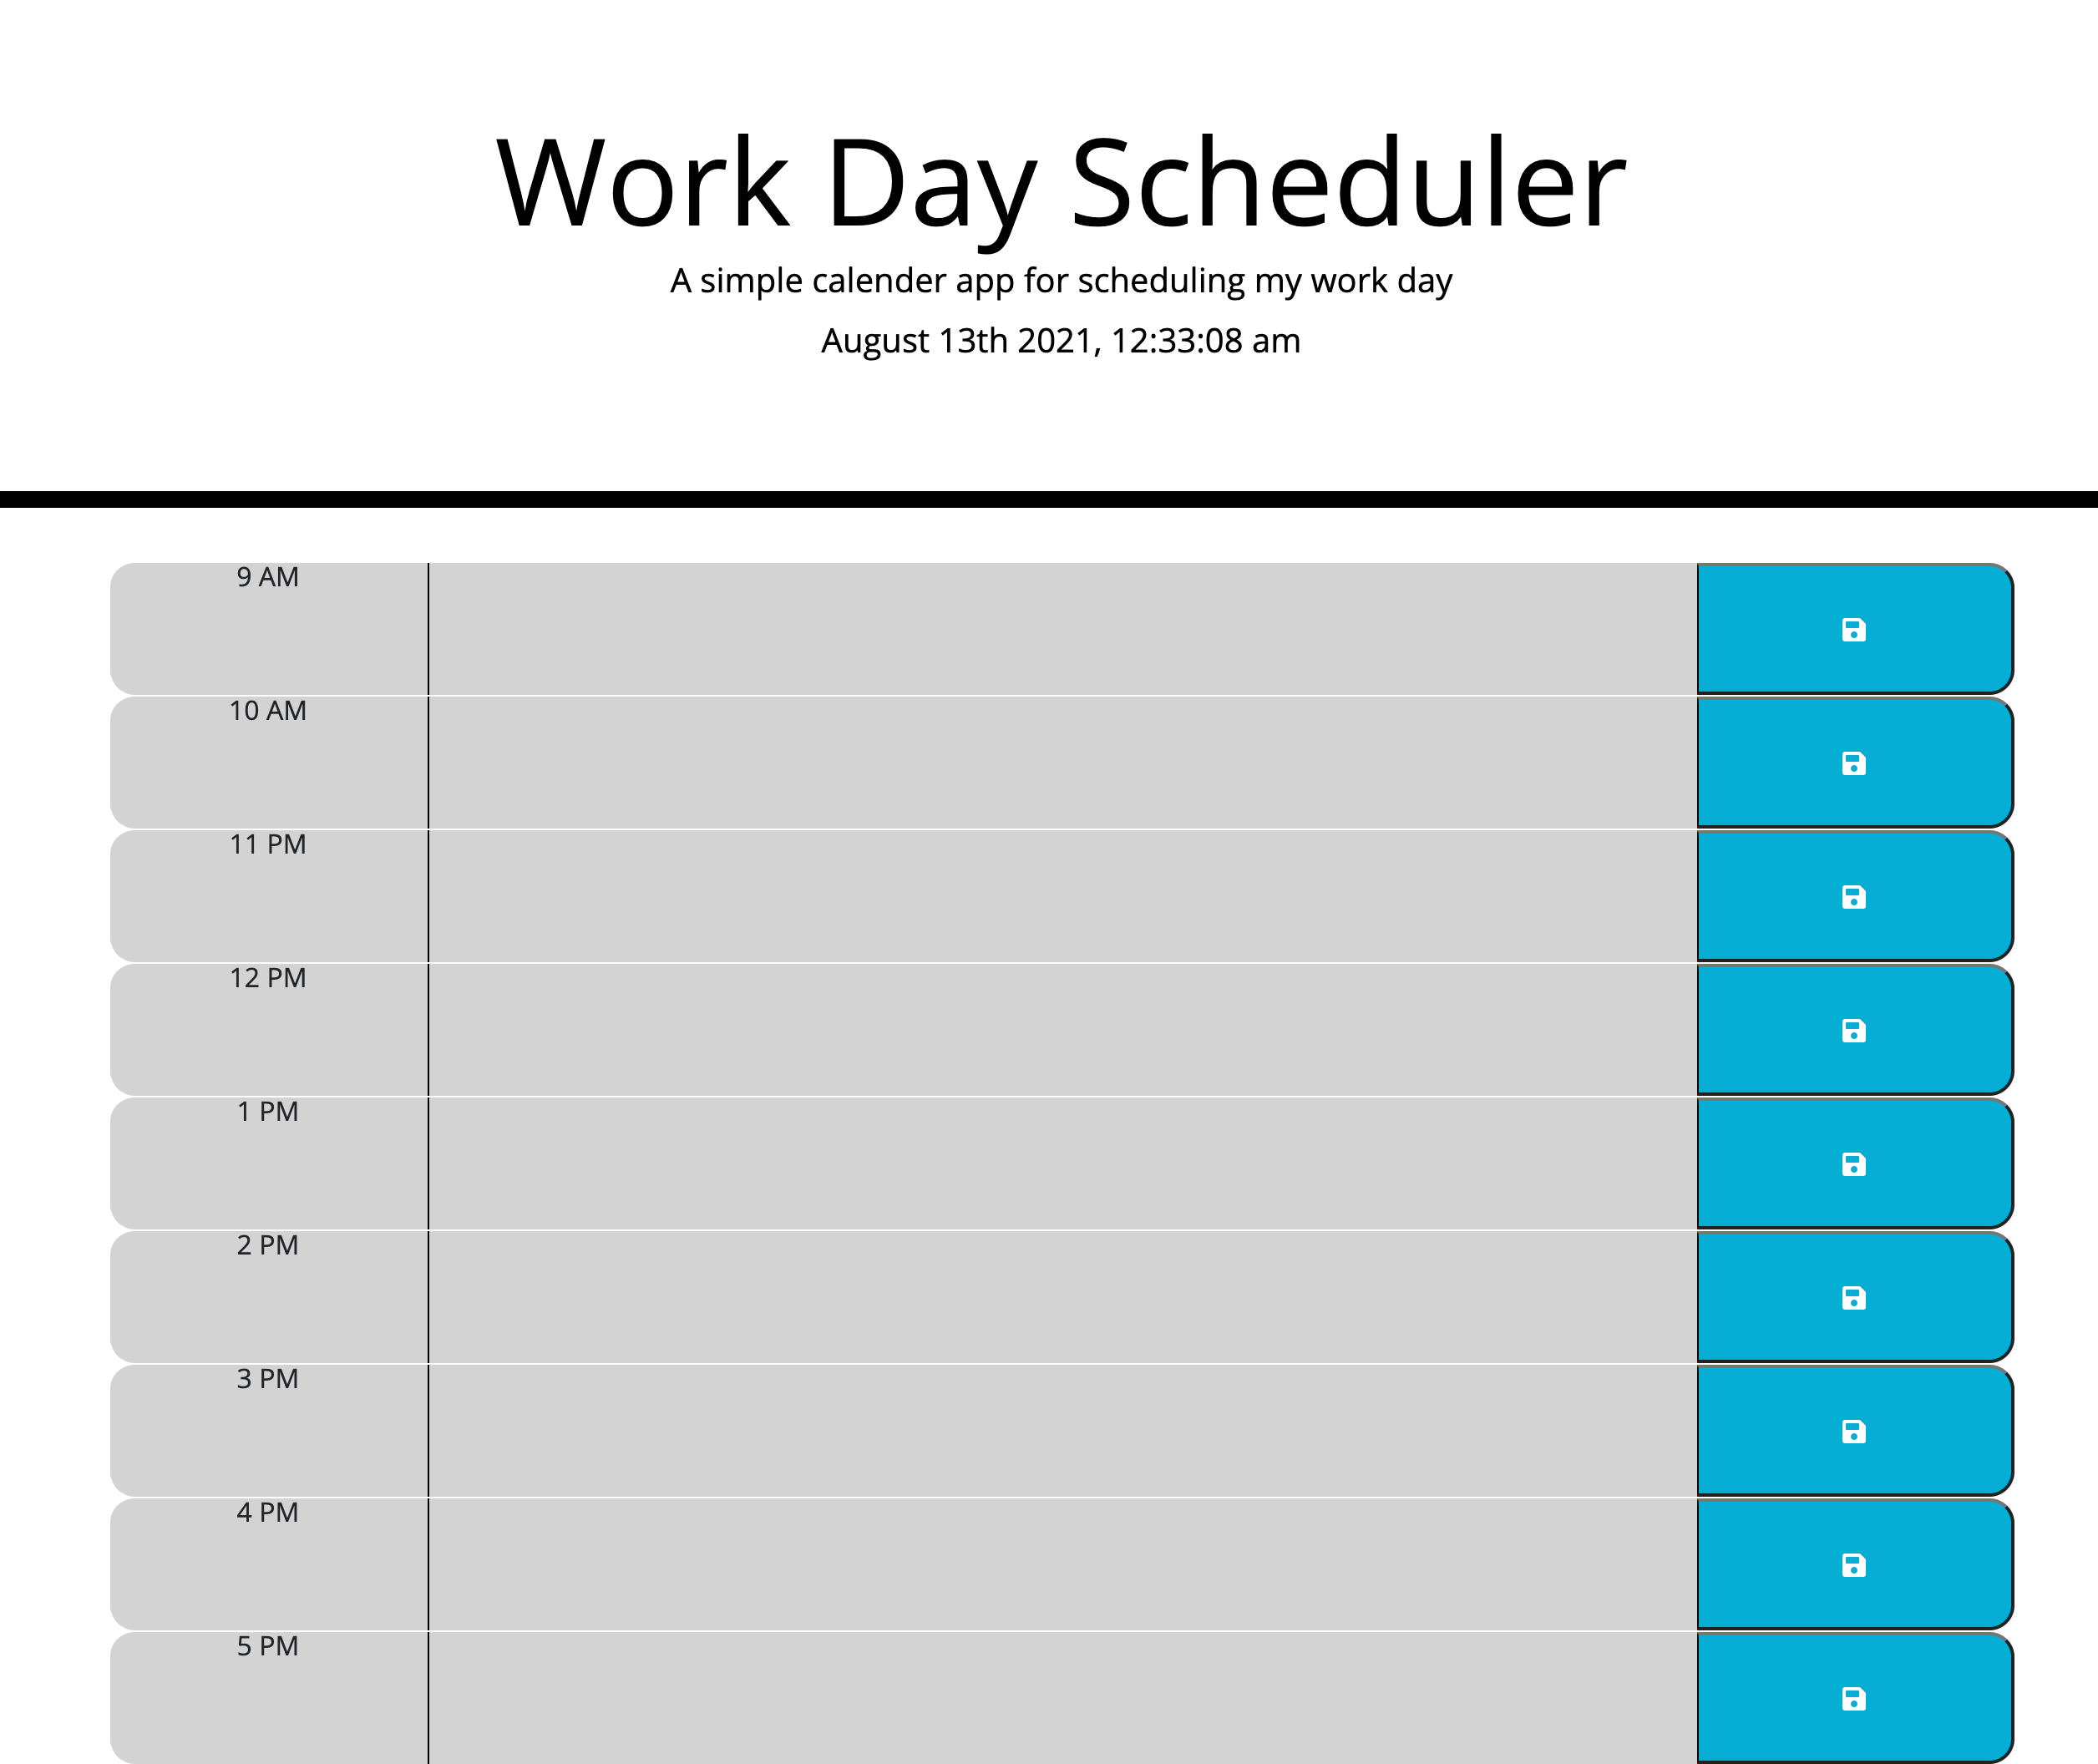 Work Day Scheduler
A simple calender app for scheduling my work day
August 13th 2021, 12:33:08 am
9 AM
10 AM
11 PM
12 PM
1 PM
2 PM
3 PM
4 PM
5 PM